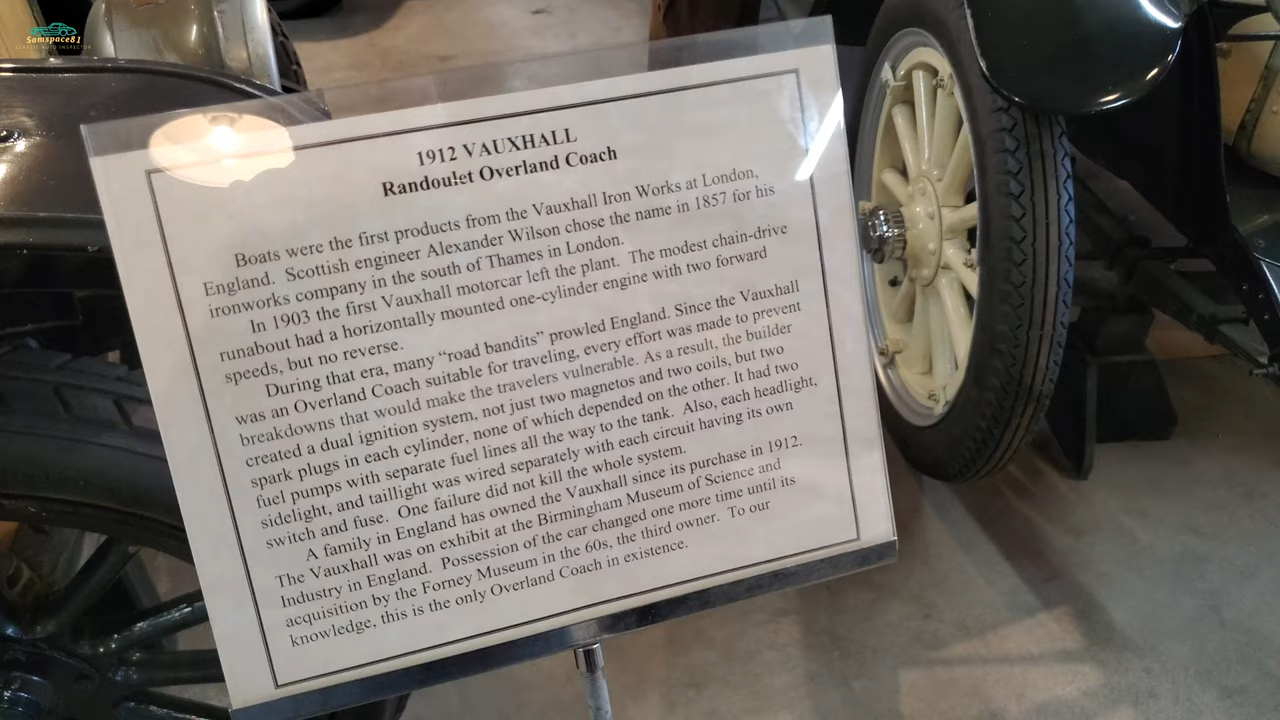 Samspace81
CLASSIC AUTO INSPECTOR
1912 VAUXHALL
Randoulet Overland Coach
Boats were the first products from the Vauxhall Iron Works at London,
England. Scottish engineer Alexander Wilson chose the name in 1857 for his
ironworks company in the south of Thames in London.
In 1903 the first Vauxhall motorcar left the plant. The modest chain-drive
runabout had a horizontally mounted one-cylinder engine with two forward
speeds, but no reverse.
During that era, many “road bandits” prowled England. Since the Vauxhall
was an Overland Coach suitable for traveling, every effort was made to prevent
breakdowns that would make the travelers vulnerable. As a result, the builder
created a dual ignition system, not just two magnetos and two coils, but two
spark plugs in each cylinder, none of which depended on the other. It had two
fuel pumps with separate fuel lines all the way to the tank. Also, each headlight,
sidelight, and taillight was wired separately with each circuit having its own
switch and fuse. One failure did not kill the whole system.
A family in England has owned the Vauxhall since its purchase in 1912.
The Vauxhall was on exhibit at the Birmingham Museum of Science and
Industry in England. Possession of the car changed one more time until its
acquisition by the Forney Museum in the 60s, the third owner. To our
knowledge, this is the only Overland Coach in existence.